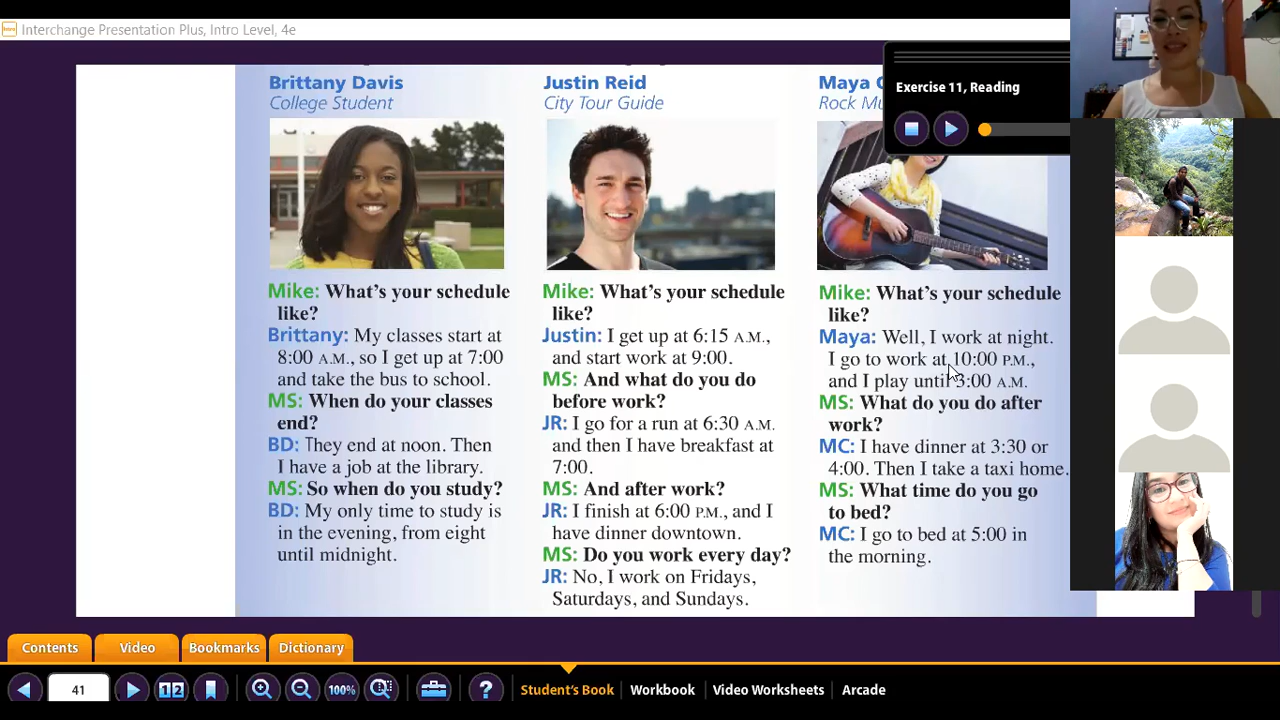 Interchange Presentation Plus, Intro Level, 4e
Exercise 11, Reading
Brittany Davis
College Student
Mike: What's your schedule
like?
Brittany: My classes start at
8:00 A.M., so I get up at 7:00
and take the bus to school.
MS: When do your classes
end?
BD: They end at noon. Then
I have a job at the library.
MS: So when do you study?
BD: My only time to study is
in the evening, from eight
until midnight.
Justin Reid
City Tour Guide
Mike: What's your schedule
like?
Justin: I get up at 6:15 A.M.,
and start work at 9:00.
MS: And what do you do
before work?
JR: I go for a run at 6:30 A.M.
and then I have breakfast at
7:00.
MS: And after work?
JR: I finish at 6:00 P.M., and I
have dinner downtown.
MS: Do you work every day?
JR: No, I work on Fridays,
Saturdays, and Sundays.
Maya
Rock
Mike: What's your schedule
like?
Maya: Well, I work at night.
I go to work at 10:00 P.M.,
and I play until 3:00 A.M.
MS: What do you do after
work?
MC: I have dinner at 3:30 or
4:00. Then I take a taxi home.
MS: What time do you go
to bed?
MC: I go to bed at 5:00 in
the morning.
Contents Video Bookmarks Dictionary
41 1 2 100% ? Student's Book Workbook Video Worksheets Arcade